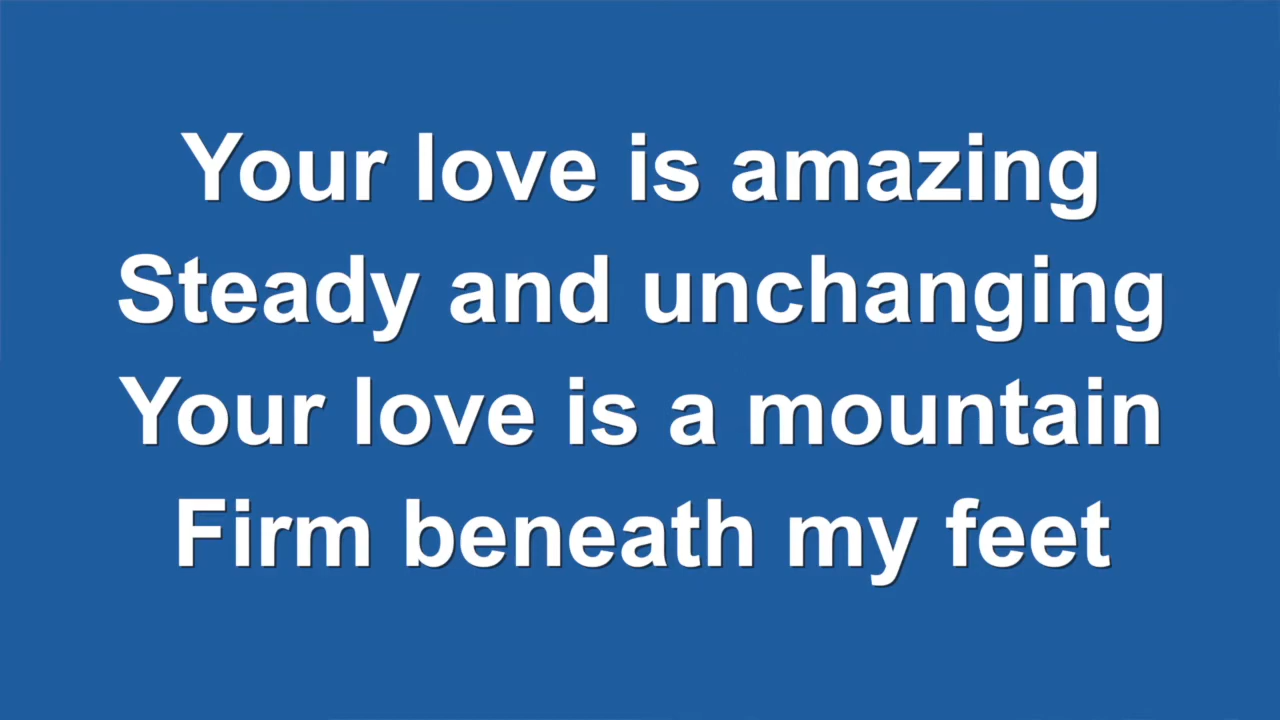 Your love is amazing
Steady and unchanging
Your love is a mountain
Firm beneath my feet